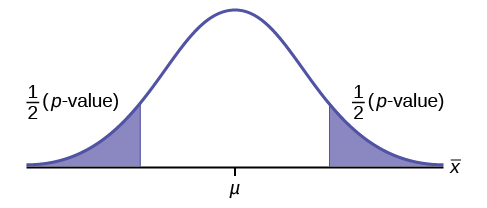 1/2 (p-value)
1/2 (p-value)
x̅
μ